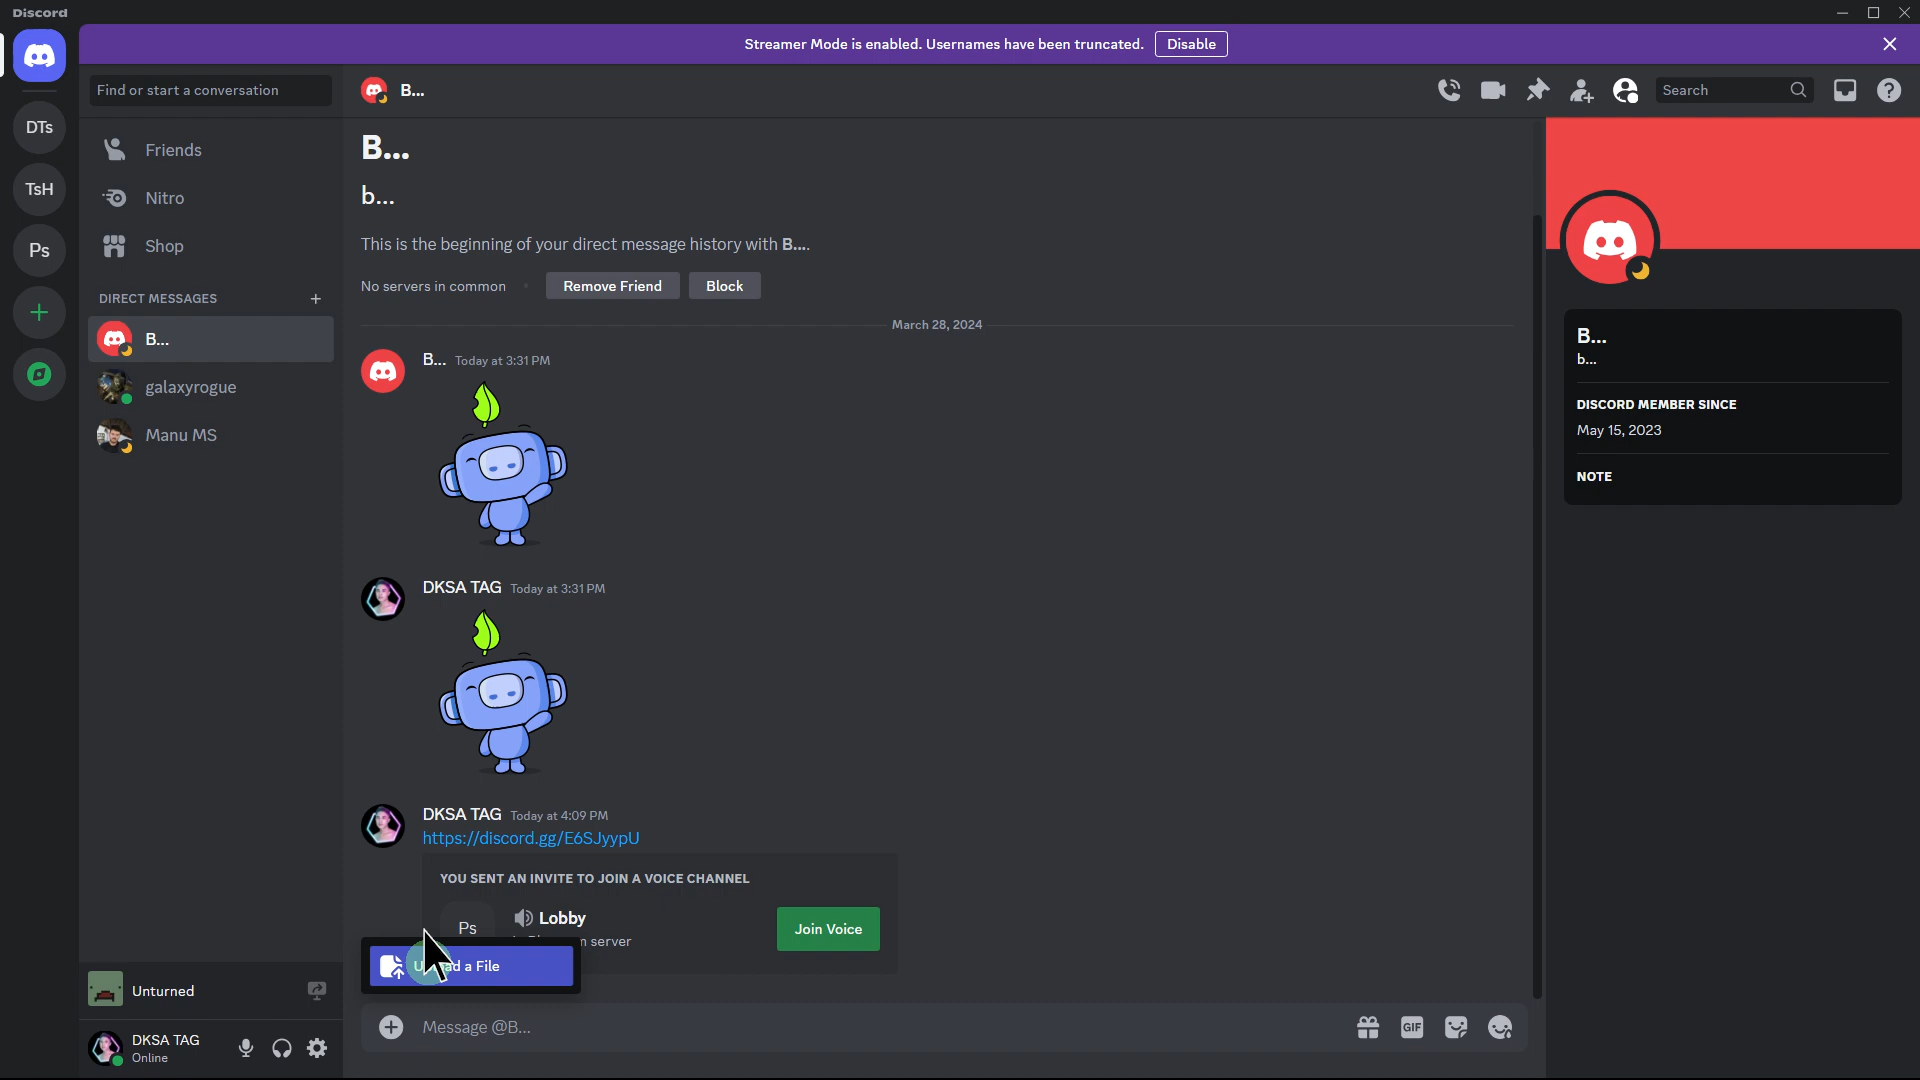 Discord
Streamer Mode is enabled. Usernames have been truncated. Disable
Find or start a conversation
B...
Search
DTs
TsH
Ps
Friends
Nitro
Shop
DIRECT MESSAGES
B...
galaxyrogue
Manu MS
B...
b...
This is the beginning of your direct message history with B....
No servers in common Remove Friend Block
March 28, 2024
B... Today at 3:31 PM
DKSA TAG Today at 3:31 PM
DKSA TAG Today at 4:09 PM
https://discord.gg/E6SJyypU
YOU SENT AN INVITE TO JOIN A VOICE CHANNEL
Ps
Lobby
server
Join Voice
a File
Message @B...
GIF
Unturned
DKSA TAG
Online
B...
b...
DISCORD MEMBER SINCE
May 15, 2023
NOTE